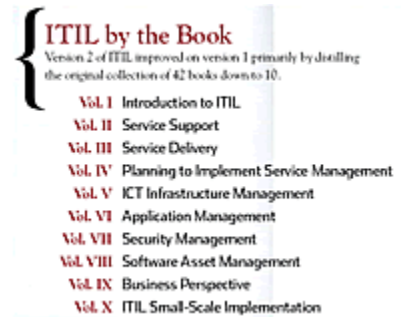 ITIL by the Book
Version 2 of ITIL improved on version 1 primarily by distilling
the original collection of 42 books down to 10.
Vol. I Introduction to ITIL
Vol. II Service Support
Vol. III Service Delivery
Vol. IV Planning to Implement Service Management
Vol. V ICT Infrastructure Management
Vol. VI Application Management
Vol. VII Security Management
Vol. VIII Software Asset Management
Vol. IX Business Perspective
Vol. X ITIL Small-Scale Implementation